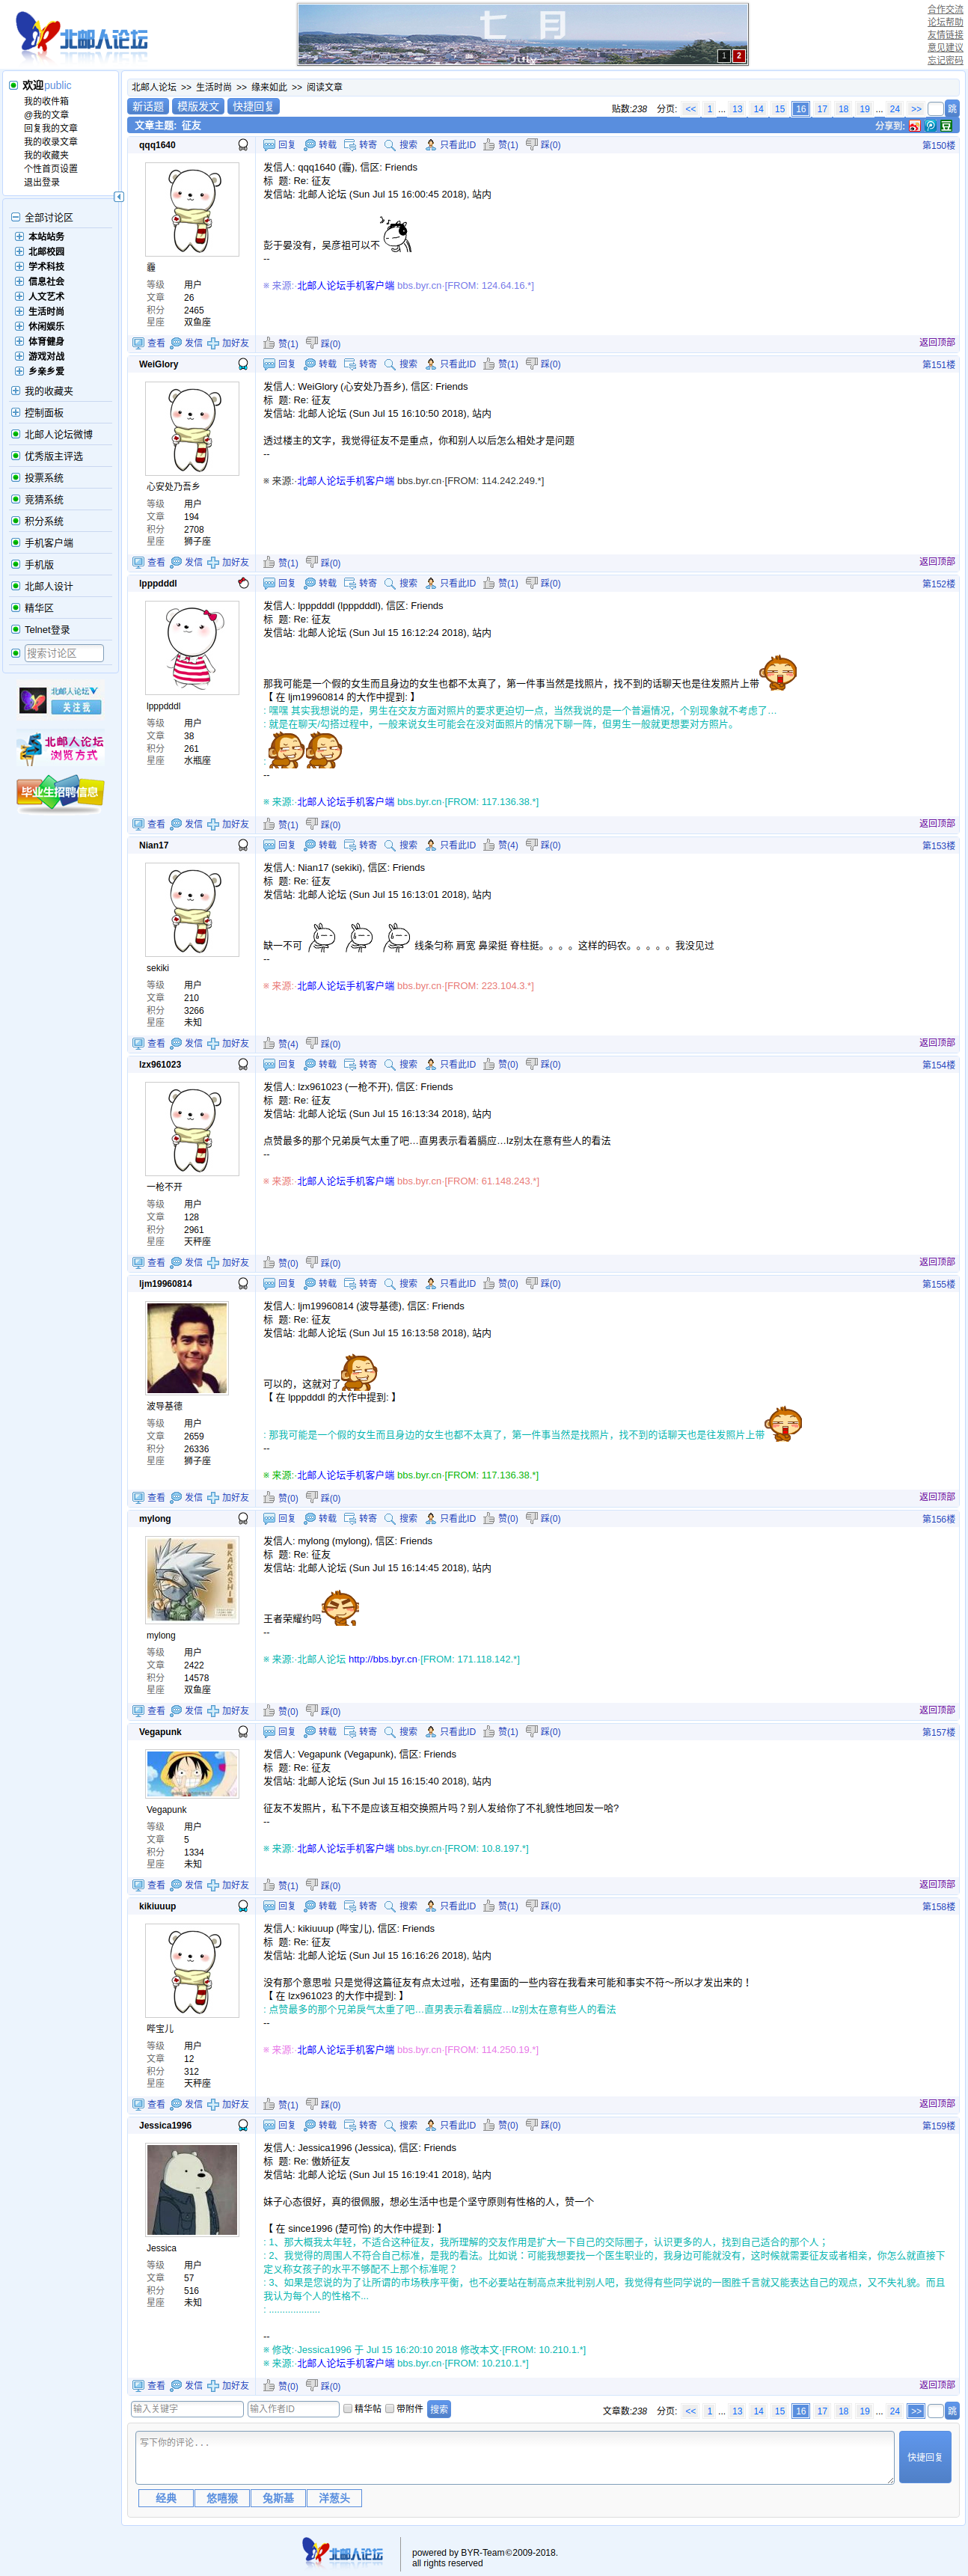 北邮人论坛
七 月
July
1 2
合作交流
论坛帮助
友情链接
意见建议
忘记密码
欢迎public
我的收件箱
@我的文章
回复我的文章
我的收录文章
我的收藏夹
个性首页设置
退出登录
全部讨论区
本站站务
北邮校园
学术科技
信息社会
人文艺术
生活时尚
休闲娱乐
体育健身
游戏对战
乡亲乡爱
我的收藏夹
控制面板
北邮人论坛微博
优秀版主评选
投票系统
竞猜系统
积分系统
手机客户端
手机版
北邮人设计
精华区
Telnet登录
搜索讨论区
北邮人论坛
关注我
北邮人论坛
浏览方式
毕业生招聘信息
北邮人论坛 >> 生活时尚 >> 缘来如此 >> 阅读文章
新话题 模版发文 快捷回复
贴数:238 分页: << 1 ... 13 14 15 16 17 18 19 ... 24 >> 跳
文章主题: 征友
分享到: 豆
qqq1640
回复 转载 转寄 搜索 只看此ID 赞(1) 踩(0) 第150楼
霾
等级 用户
文章 26
积分 2465
星座 双鱼座
发信人: qqq1640 (霾), 信区: Friends
标 题: Re: 征友
发信站: 北邮人论坛 (Sun Jul 15 16:00:45 2018), 站内
彭于晏没有，吴彦祖可以不
--
※ 来源:·北邮人论坛手机客户端 bbs.byr.cn·[FROM: 124.64.16.*]
查看 发信 加好友 赞(1) 踩(0) 返回顶部
WeiGlory
回复 转载 转寄 搜索 只看此ID 赞(1) 踩(0) 第151楼
心安处乃吾乡
等级 用户
文章 194
积分 2708
星座 狮子座
发信人: WeiGlory (心安处乃吾乡), 信区: Friends
标 题: Re: 征友
发信站: 北邮人论坛 (Sun Jul 15 16:10:50 2018), 站内
透过楼主的文字，我觉得征友不是重点，你和别人以后怎么相处才是问题
--
※ 来源:·北邮人论坛手机客户端 bbs.byr.cn·[FROM: 114.242.249.*]
查看 发信 加好友 赞(1) 踩(0) 返回顶部
lpppdddl
回复 转载 转寄 搜索 只看此ID 赞(1) 踩(0) 第152楼
lpppdddl
等级 用户
文章 38
积分 261
星座 水瓶座
发信人: lpppdddl (lpppdddl), 信区: Friends
标 题: Re: 征友
发信站: 北邮人论坛 (Sun Jul 15 16:12:24 2018), 站内
那我可能是一个假的女生而且身边的女生也都不太真了，第一件事当然是找照片，找不到的话聊天也是往发照片上带
【 在 ljm19960814 的大作中提到: 】
: 嘿嘿 其实我想说的是，男生在交友方面对照片的要求更迫切一点，当然我说的是一个普遍情况，个别现象就不考虑了…
: 就是在聊天/勾搭过程中，一般来说女生可能会在没对面照片的情况下聊一阵，但男生一般就更想要对方照片。
:
--
※ 来源:·北邮人论坛手机客户端 bbs.byr.cn·[FROM: 117.136.38.*]
查看 发信 加好友 赞(1) 踩(0) 返回顶部
Nian17
回复 转载 转寄 搜索 只看此ID 赞(4) 踩(0) 第153楼
sekiki
等级 用户
文章 210
积分 3266
星座 未知
发信人: Nian17 (sekiki), 信区: Friends
标 题: Re: 征友
发信站: 北邮人论坛 (Sun Jul 15 16:13:01 2018), 站内
缺一不可 线条匀称 肩宽 鼻梁挺 脊柱挺。。。。这样的码农。。。。。我没见过
--
※ 来源:·北邮人论坛手机客户端 bbs.byr.cn·[FROM: 223.104.3.*]
查看 发信 加好友 赞(4) 踩(0) 返回顶部
lzx961023
回复 转载 转寄 搜索 只看此ID 赞(0) 踩(0) 第154楼
一枪不开
等级 用户
文章 128
积分 2961
星座 天秤座
发信人: lzx961023 (一枪不开), 信区: Friends
标 题: Re: 征友
发信站: 北邮人论坛 (Sun Jul 15 16:13:34 2018), 站内
点赞最多的那个兄弟戾气太重了吧…直男表示看着膈应…lz别太在意有些人的看法
--
※ 来源:·北邮人论坛手机客户端 bbs.byr.cn·[FROM: 61.148.243.*]
查看 发信 加好友 赞(0) 踩(0) 返回顶部
ljm19960814
回复 转载 转寄 搜索 只看此ID 赞(0) 踩(0) 第155楼
波导基德
等级 用户
文章 2659
积分 26336
星座 狮子座
发信人: ljm19960814 (波导基德), 信区: Friends
标 题: Re: 征友
发信站: 北邮人论坛 (Sun Jul 15 16:13:58 2018), 站内
可以的，这就对了
【 在 lpppdddl 的大作中提到: 】
: 那我可能是一个假的女生而且身边的女生也都不太真了，第一件事当然是找照片，找不到的话聊天也是往发照片上带
--
※ 来源:·北邮人论坛手机客户端 bbs.byr.cn·[FROM: 117.136.38.*]
查看 发信 加好友 赞(0) 踩(0) 返回顶部
mylong
回复 转载 转寄 搜索 只看此ID 赞(0) 踩(0) 第156楼
KAKASHI
mylong
等级 用户
文章 2422
积分 14578
星座 双鱼座
发信人: mylong (mylong), 信区: Friends
标 题: Re: 征友
发信站: 北邮人论坛 (Sun Jul 15 16:14:45 2018), 站内
王者荣耀约吗
--
※ 来源:·北邮人论坛 http://bbs.byr.cn·[FROM: 171.118.142.*]
查看 发信 加好友 赞(0) 踩(0) 返回顶部
Vegapunk
回复 转载 转寄 搜索 只看此ID 赞(1) 踩(0) 第157楼
Vegapunk
等级 用户
文章 5
积分 1334
星座 未知
发信人: Vegapunk (Vegapunk), 信区: Friends
标 题: Re: 征友
发信站: 北邮人论坛 (Sun Jul 15 16:15:40 2018), 站内
征友不发照片，私下不是应该互相交换照片吗？别人发给你了不礼貌性地回发一哈?
--
※ 来源:·北邮人论坛手机客户端 bbs.byr.cn·[FROM: 10.8.197.*]
查看 发信 加好友 赞(1) 踩(0) 返回顶部
kikiuuup
回复 转载 转寄 搜索 只看此ID 赞(1) 踩(0) 第158楼
哔宝儿
等级 用户
文章 12
积分 312
星座 天秤座
发信人: kikiuuup (哔宝儿), 信区: Friends
标 题: Re: 征友
发信站: 北邮人论坛 (Sun Jul 15 16:16:26 2018), 站内
没有那个意思啦 只是觉得这篇征友有点太过啦，还有里面的一些内容在我看来可能和事实不符～所以才发出来的！
【 在 lzx961023 的大作中提到: 】
: 点赞最多的那个兄弟戾气太重了吧…直男表示看着膈应…lz别太在意有些人的看法
--
※ 来源:·北邮人论坛手机客户端 bbs.byr.cn·[FROM: 114.250.19.*]
查看 发信 加好友 赞(1) 踩(0) 返回顶部
Jessica1996
回复 转载 转寄 搜索 只看此ID 赞(0) 踩(0) 第159楼
Jessica
等级 用户
文章 57
积分 516
星座 未知
发信人: Jessica1996 (Jessica), 信区: Friends
标 题: Re: 傲娇征友
发信站: 北邮人论坛 (Sun Jul 15 16:19:41 2018), 站内
妹子心态很好，真的很佩服，想必生活中也是个坚守原则有性格的人，赞一个
【 在 since1996 (楚可怜) 的大作中提到: 】
: 1、那大概我太年轻，不适合这种征友，我所理解的交友作用是扩大一下自己的交际圈子，认识更多的人，找到自己适合的那个人；
: 2、我觉得的周围人不符合自己标准，是我的看法。比如说：可能我想要找一个医生职业的，我身边可能就没有，这时候就需要征友或者相亲，你怎么就直接下
定义称女孩子的水平不够配不上那个标准呢？
: 3、如果是您说的为了让所谓的市场秩序平衡，也不必要站在制高点来批判别人吧，我觉得有些同学说的一图胜千言就又能表达自己的观点，又不失礼貌。而且
我认为每个人的性格不...
: ...................
--
※ 修改:·Jessica1996 于 Jul 15 16:20:10 2018 修改本文·[FROM: 10.210.1.*]
※ 来源:·北邮人论坛手机客户端 bbs.byr.cn·[FROM: 10.210.1.*]
查看 发信 加好友 赞(0) 踩(0) 返回顶部
输入关键字 输入作者ID 精华帖 带附件 搜索
文章数:238 分页: << 1 ... 13 14 15 16 17 18 19 ... 24 >> 跳
写下你的评论...
快捷回复
经典 悠嘻猴 兔斯基 洋葱头
北邮人论坛
powered by BYR-Team©2009-2018.
all rights reserved